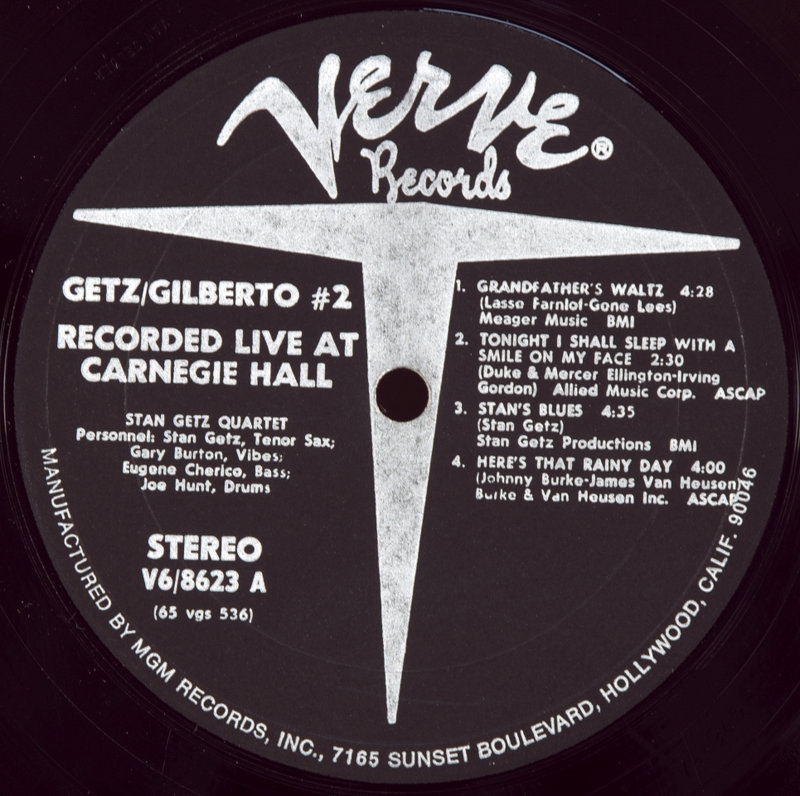 Verve®
Records
GETZ/GILBERTO #2
RECORDED LIVE AT
CARNEGIE HALL
STAN GETZ QUARTET
Personnel: Stan Getz, Tenor Sax;
Gary Burton, Vibes;
Eugene Cherico, Bass;
Joe Hunt, Drums
STEREO
V6/8623 A
(65 vgs 536)
1. GRANDFATHER'S WALTZ 4:28
(Lasse Farnlof-Gene Lees)
Meager Music BMI
2. TONIGHT I SHALL SLEEP WITH A
SMILE ON MY FACE 2:30
(Duke & Mercer Ellington-Irving
Gordon) Allied Music Corp. ASCAP
3. STAN'S BLUES 4:35
(Stan Getz)
Stan Getz Productions BMI
4. HERE'S THAT RAINY DAY 4:00
(Johnny Burke-James Van Heusen)
Burke & Van Heusen Inc. ASCAP
MANUFACTURED BY MGM RECORDS, INC., 7165 SUNSET BOULEVARD, HOLLYWOOD, CALIF. 90046